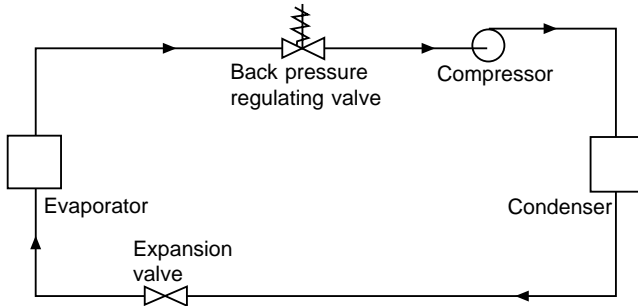 Back pressure
regulating valve
Compressor
Evaporator
Condenser
Expansion
valve